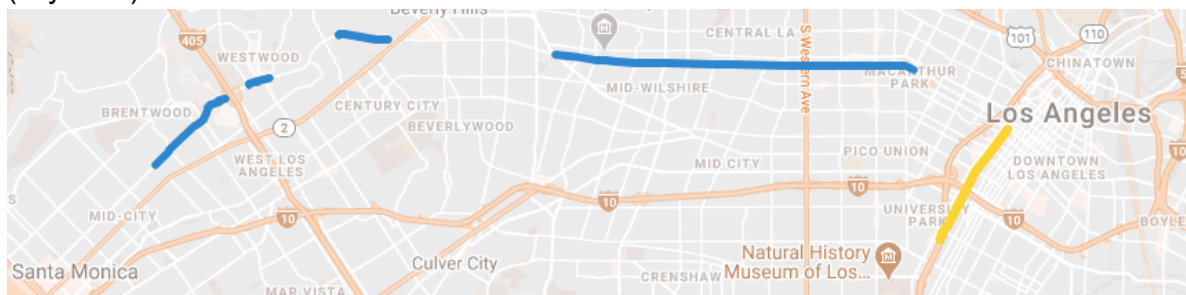 Beverly Hills
405
WESTWOOD
CENTRAL LA
S Western Ave
101
110
CHINATOWN
MACARTHUR
PARK
MID-WILSHIRE
CENTURY CITY
BRENTWOOD
2
BEVERLYWOOD
Los Angeles
10
WEST LOS
ANGELES
MID CITY
PICO UNION
DOWNTOWN
LOS ANGELES
10
10
UNIVERSITY
PARK
10
MID-CITY
10
BOYLE
Santa Monica
Culver City
Natural History
Museum of Los...
CRENSHAW
MAR VISTA